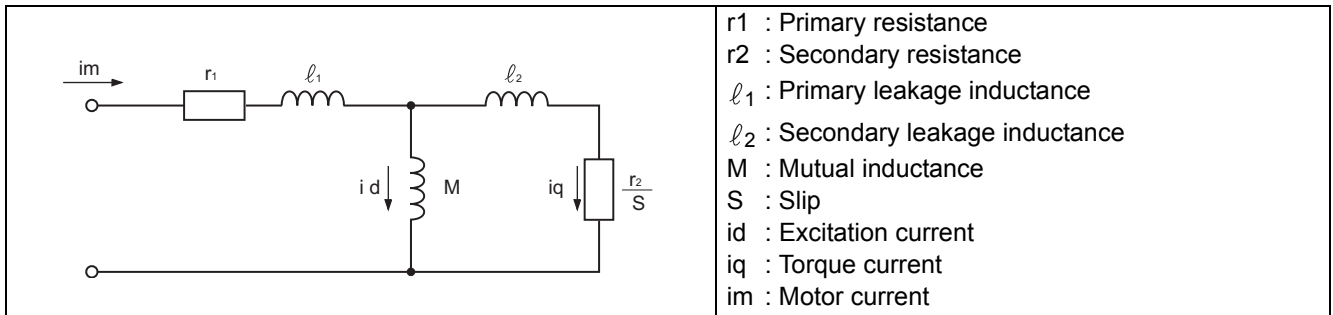 im
r1
ℓ1
ℓ2
i d
M
iq
r2
S
r1 : Primary resistance
r2 : Secondary resistance
ℓ1 : Primary leakage inductance
ℓ2 : Secondary leakage inductance
M : Mutual inductance
S : Slip
id : Excitation current
iq : Torque current
im : Motor current